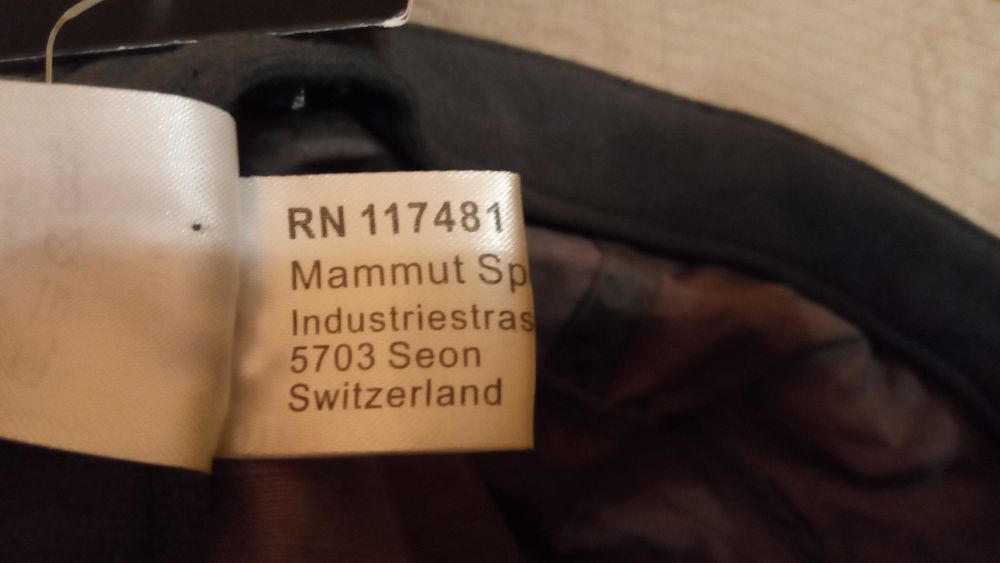 RN 117481
Mammut Sp
Industriestras
5703 Seon
Switzerland